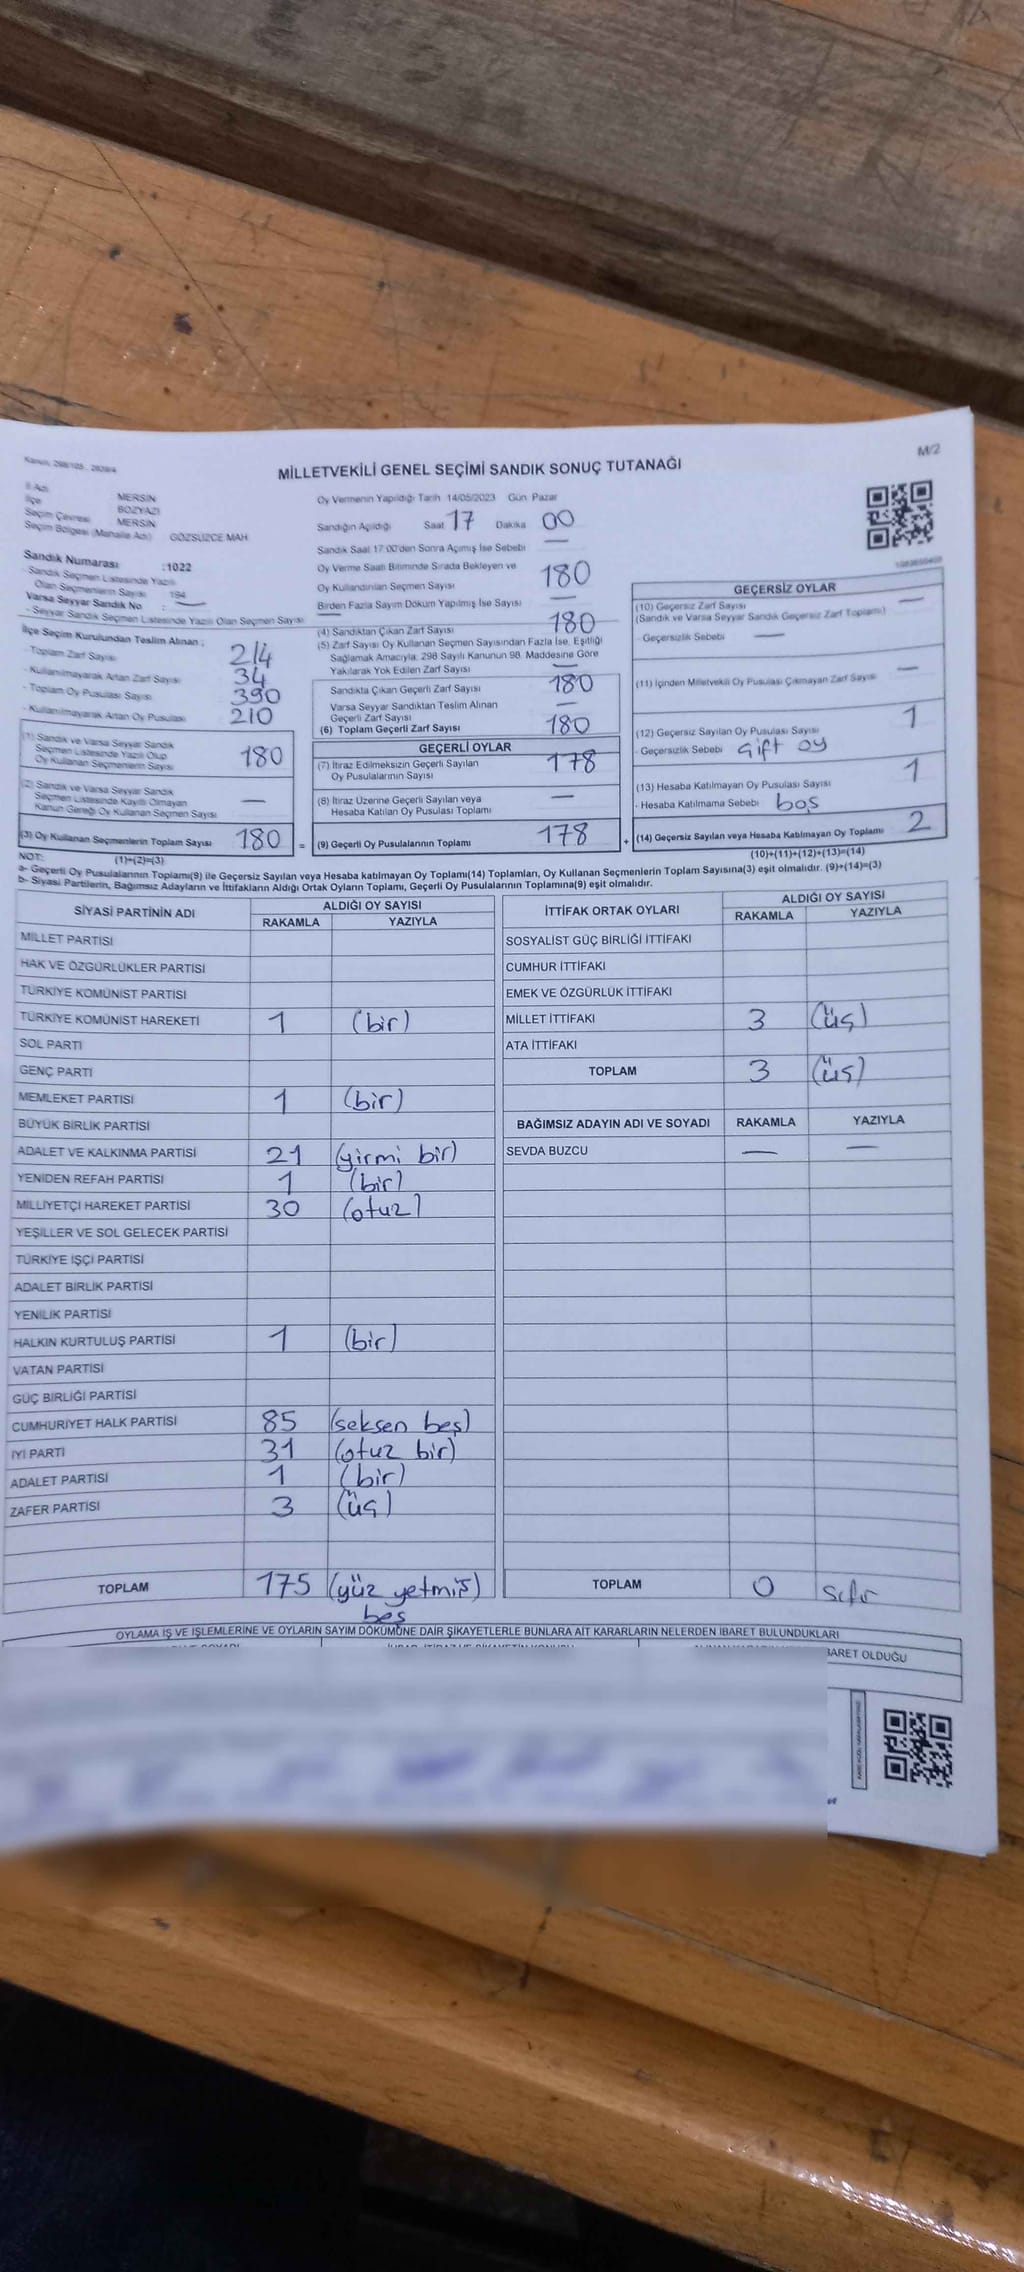 Kanun: 298/105 , 2839/4
M/2
MİLLETVEKİLİ GENEL SEÇİMİ SANDIK SONUÇ TUTANAĞI
İl Adı MERSİN
İlçe BOZYAZI
Seçim Çevresi MERSİN
Seçim Bölgesi (Mahalle Adı) GÖZSÜZCE MAH.
Sandık Numarası :1022
Sandık Seçmen Listesinde Yazılı
Olan Seçmenlerin Sayısı 194
Varsa Seyyar Sandık No : —
- Seyyar Sandık Seçmen Listesinde Yazılı Olan Seçmen Sayısı —
İlçe Seçim Kurulundan Teslim Alınan ;
- Toplam Zarf Sayısı 214
- Kullanılmayarak Artan Zarf Sayısı 34
- Toplam Oy Pusulası Sayısı 390
- Kullanılmayarak Artan Oy Pusulası 210
(1) Sandık ve Varsa Seyyar Sandık
Seçmen Listesinde Yazılı Olup
Oy Kullanan Seçmenlerin Sayısı 180
(2) Sandık ve Varsa Seyyar Sandık
Seçmen Listesinde Kayıtlı Olmayan
Kanun Gereği Oy Kullanan Seçmen Sayısı —
(3) Oy Kullanan Seçmenlerin Toplam Sayısı 180 =
Oy Vermenin Yapıldığı Tarih 14/05/2023 Gün Pazar
Sandığın Açıldığı Saat 17 Dakika 00
Sandık Saat 17:00'den Sonra Açılmış İse Sebebi —
Oy Verme Saati Bitiminde Sırada Bekleyen ve
Oy Kullandırılan Seçmen Sayısı 180
Birden Fazla Sayım Döküm Yapılmış İse Sayısı —
(4) Sandıktan Çıkan Zarf Sayısı 180
(5) Zarf Sayısı Oy Kullanan Seçmen Sayısından Fazla İse, Eşitliği
Sağlamak Amacıyla; 298 Sayılı Kanunun 98. Maddesine Göre
Yakılarak Yok Edilen Zarf Sayısı —
Sandıkta Çıkan Geçerli Zarf Sayısı 180
Varsa Seyyar Sandıktan Teslim Alınan
Geçerli Zarf Sayısı —
(6) Toplam Geçerli Zarf Sayısı 180
GEÇERLİ OYLAR
(7) İtiraz Edilmeksizin Geçerli Sayılan
Oy Pusulalarının Sayısı 178
(8) İtiraz Üzerine Geçerli Sayılan veya
Hesaba Katılan Oy Pusulası Toplamı —
(9) Geçerli Oy Pusulalarının Toplamı 178 +
GEÇERSİZ OYLAR
(10) Geçersiz Zarf Sayısı —
(Sandık ve Varsa Seyyar Sandık Geçersiz Zarf Toplamı)
- Geçersizlik Sebebi —
(11) İçinden Milletvekili Oy Pusulası Çıkmayan Zarf Sayısı —
(12) Geçersiz Sayılan Oy Pusulası Sayısı 1
- Geçersizlik Sebebi Çift oy
(13) Hesaba Katılmayan Oy Pusulası Sayısı 1
- Hesaba Katılmama Sebebi boş
(14) Geçersiz Sayılan veya Hesaba Katılmayan Oy Toplamı 2
NOT: (1)+(2)=(3) (10)+(11)+(12)+(13)=(14)
a- Geçerli Oy Pusulalarının Toplamı(9) ile Geçersiz Sayılan veya Hesaba Katılmayan Oy Toplamı(14) Toplamları, Oy Kullanan Seçmenlerin Toplam Sayısına(3) eşit olmalıdır. (9)+(14)=(3)
b- Siyasi Partilerin, Bağımsız Adayların ve İttifakların Aldığı Ortak Oyların Toplamı, Geçerli Oy Pusulalarının Toplamına(9) eşit olmalıdır.
SİYASİ PARTİNİN ADI ALDIĞI OY SAYISI
RAKAMLA YAZIYLA
MİLLET PARTİSİ
HAK VE ÖZGÜRLÜKLER PARTİSİ
TÜRKİYE KOMÜNİST PARTİSİ
TÜRKİYE KOMÜNİST HAREKETİ 1 (bir)
SOL PARTİ
GENÇ PARTİ
MEMLEKET PARTİSİ 1 (bir)
BÜYÜK BİRLİK PARTİSİ
ADALET VE KALKINMA PARTİSİ 21 (yirmi bir)
YENİDEN REFAH PARTİSİ 1 (bir)
MİLLİYETÇİ HAREKET PARTİSİ 30 (otuz)
YEŞİLLER VE SOL GELECEK PARTİSİ
TÜRKİYE İŞÇİ PARTİSİ
ADALET BİRLİK PARTİSİ
YENİLİK PARTİSİ
HALKIN KURTULUŞ PARTİSİ 1 (bir)
VATAN PARTİSİ
GÜÇ BİRLİĞİ PARTİSİ
CUMHURİYET HALK PARTİSİ 85 (seksen beş)
İYİ PARTİ 31 (otuz bir)
ADALET PARTİSİ 1 (bir)
ZAFER PARTİSİ 3 (üç)
TOPLAM 175 (yüz yetmiş)
beş
İTTİFAK ORTAK OYLARI ALDIĞI OY SAYISI
RAKAMLA YAZIYLA
SOSYALİST GÜÇ BİRLİĞİ İTTİFAKI
CUMHUR İTTİFAKI
EMEK VE ÖZGÜRLÜK İTTİFAKI
MİLLET İTTİFAKI 3 (üç)
ATA İTTİFAKI
TOPLAM 3 (üç)
BAĞIMSIZ ADAYIN ADI VE SOYADI RAKAMLA YAZIYLA
SEVDA BUZCU — —
TOPLAM 0 sıfır
OYLAMA İŞ VE İŞLEMLERİNE VE OYLARIN SAYIM DÖKÜMÜNE DAİR ŞİKAYETLERLE BUNLARA AİT KARARLARIN NELERDEN İBARET BULUNDUKLARI
BARET OLDUĞU